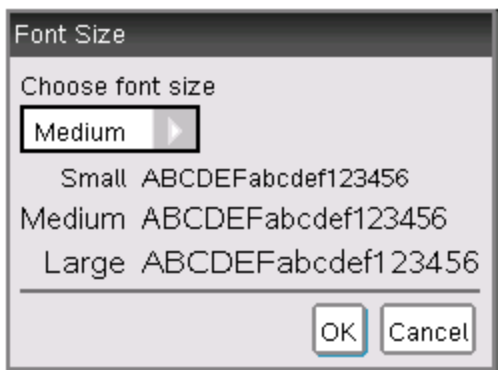 Font Size
Choose font size
Medium
Small ABCDEFabcdef123456
Medium ABCDEFabcdef123456
Large ABCDEFabcdef123456
OK Cancel